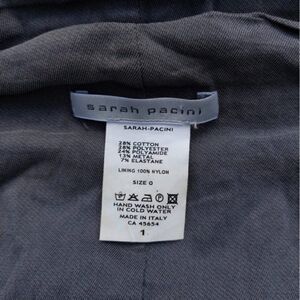 sarah pacini
SARAH-PACINI
28% COTTON
28% POLYESTER
24% POLYAMIDE
13% METAL
7% ELASTANE
LINING 100% NYLON
SIZE 0
HAND WASH ONLY
IN COLD WATER
MADE IN ITALY
CA 45654
1